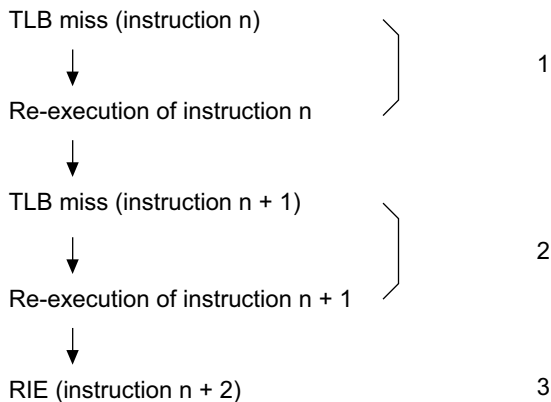 TLB miss (instruction n)
1
Re-execution of instruction n
TLB miss (instruction n + 1)
2
Re-execution of instruction n + 1
RIE (instruction n + 2) 3